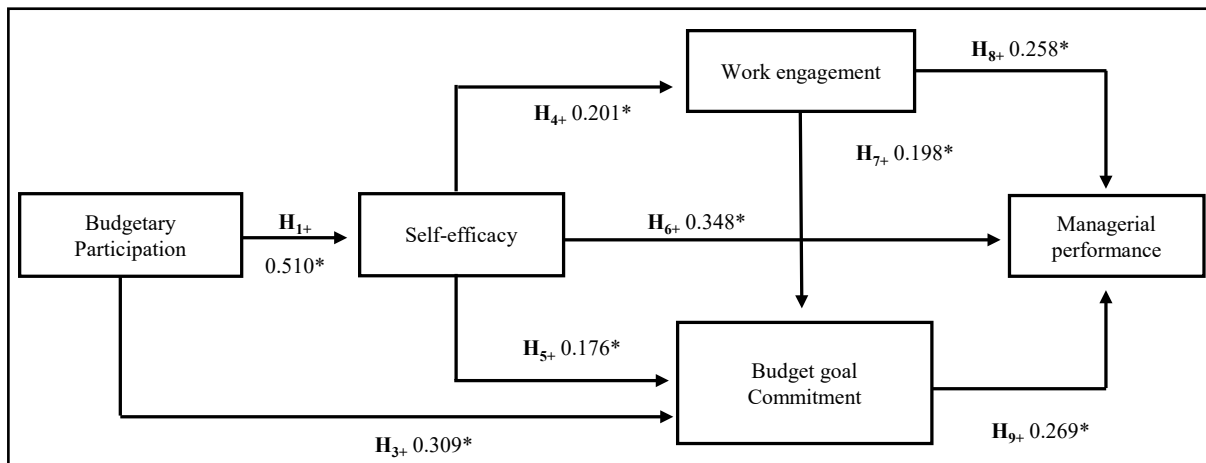 Work engagement
H8+ 0.258*
H4+ 0.201*
H7+ 0.198*
Budgetary
Participation
H1+
0.510*
Self-efficacy
H6+ 0.348*
Managerial
performance
H5+ 0.176*
Budget goal
Commitment
H3+ 0.309*
H9+ 0.269*